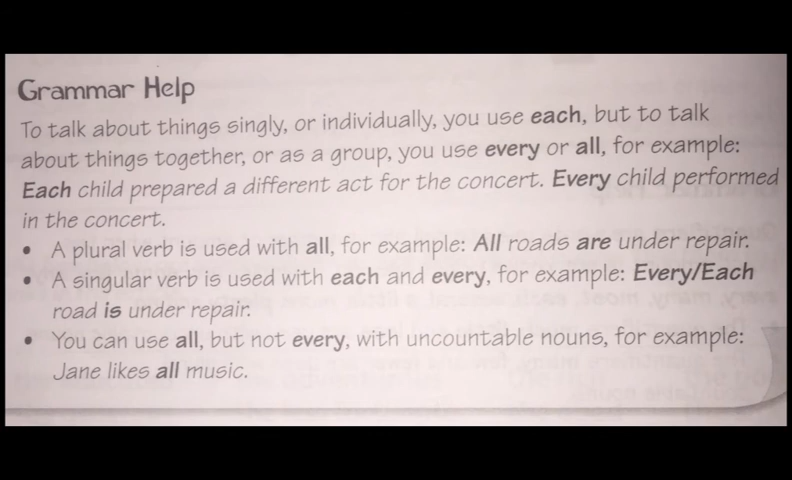 Grammar Help
To talk about things singly, or individually, you use each, but to talk
about things together, or as a group, you use every or all, for example:
Each child prepared a different act for the concert. Every child performed
in the concert.
• A plural verb is used with all, for example: All roads are under repair.
• A singular verb is used with each and every, for example: Every/Each
road is under repair.
• You can use all, but not every, with uncountable nouns, for example:
Jane likes all music.